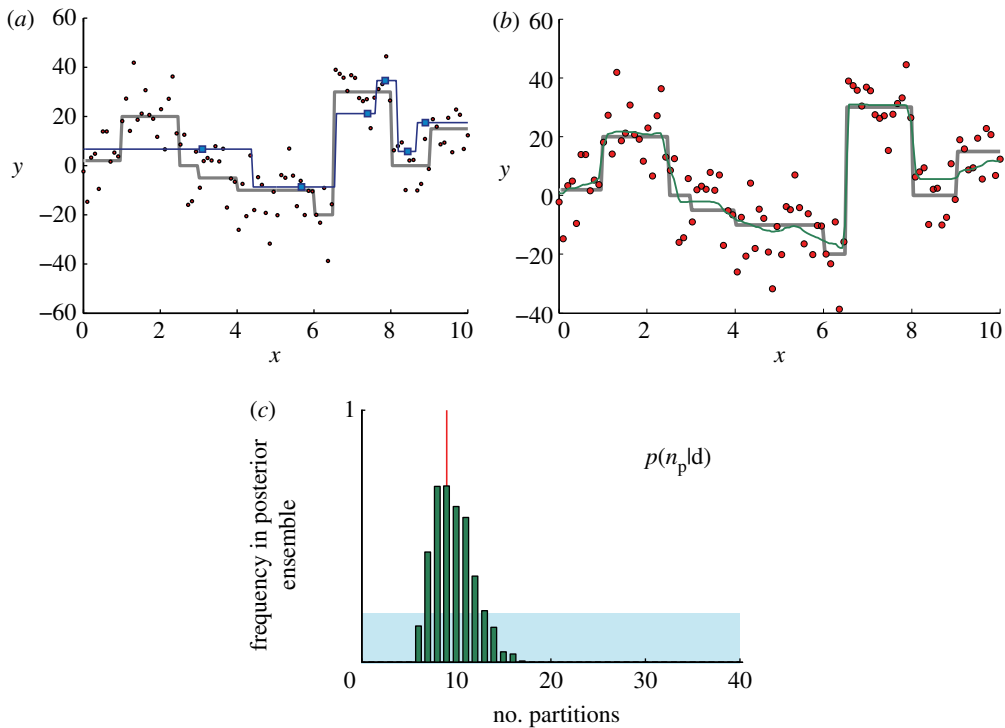 (a)
60
40
20
y
0
−20
−40
−60
0 2 4 6 8 10
x
(b)
60
40
20
y
0
−20
−40
0 2 4 6 8 10
x
(c)
1
frequency in posterior
ensemble
p(n_p|d)
0 10 20 30 40
no. partitions